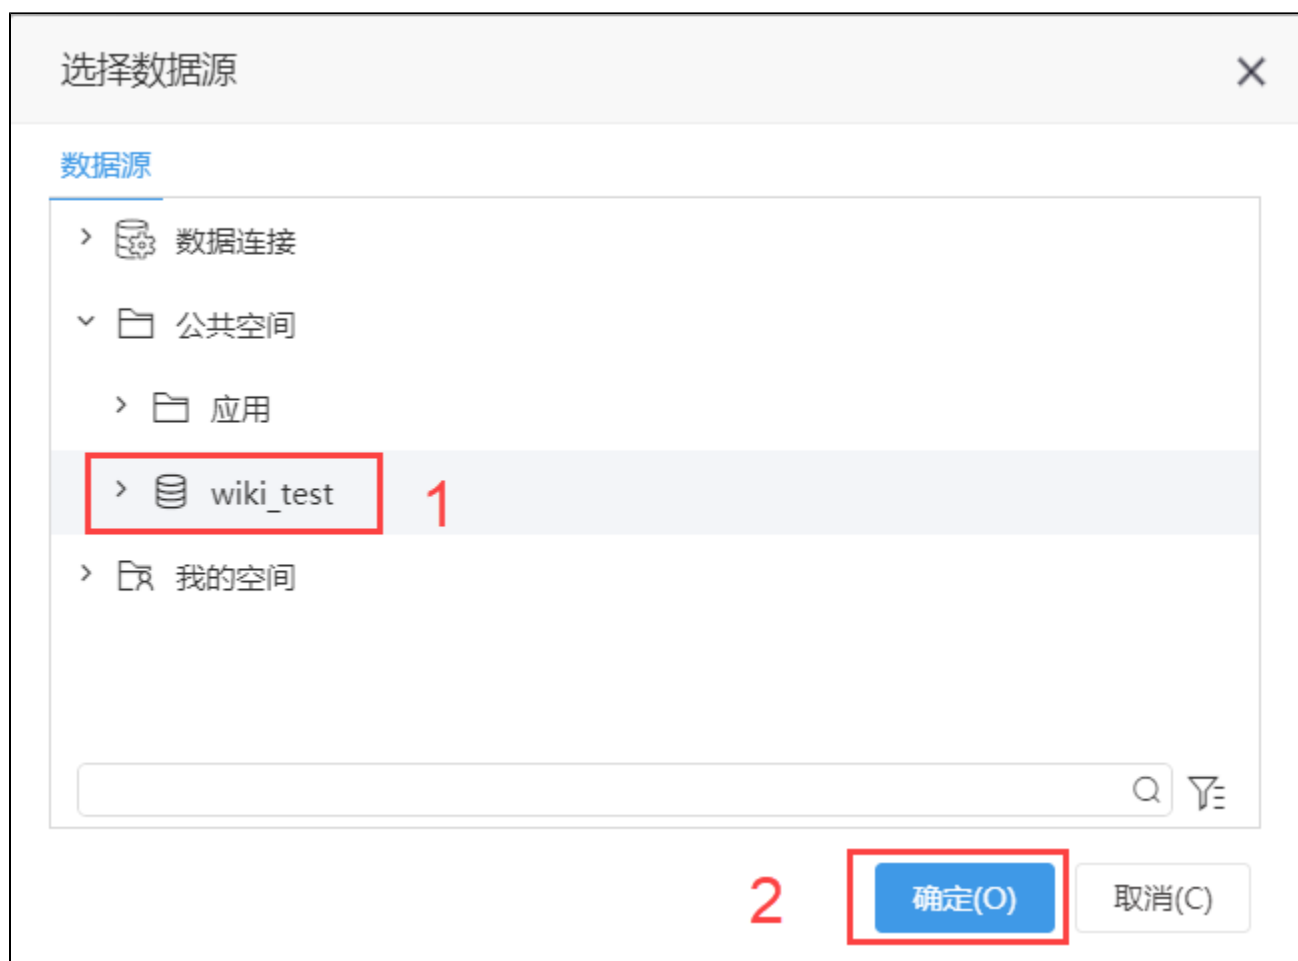 选择数据源
数据源
数据连接
公共空间
应用
wiki_test 1
我的空间
2 确定(O) 取消(C)